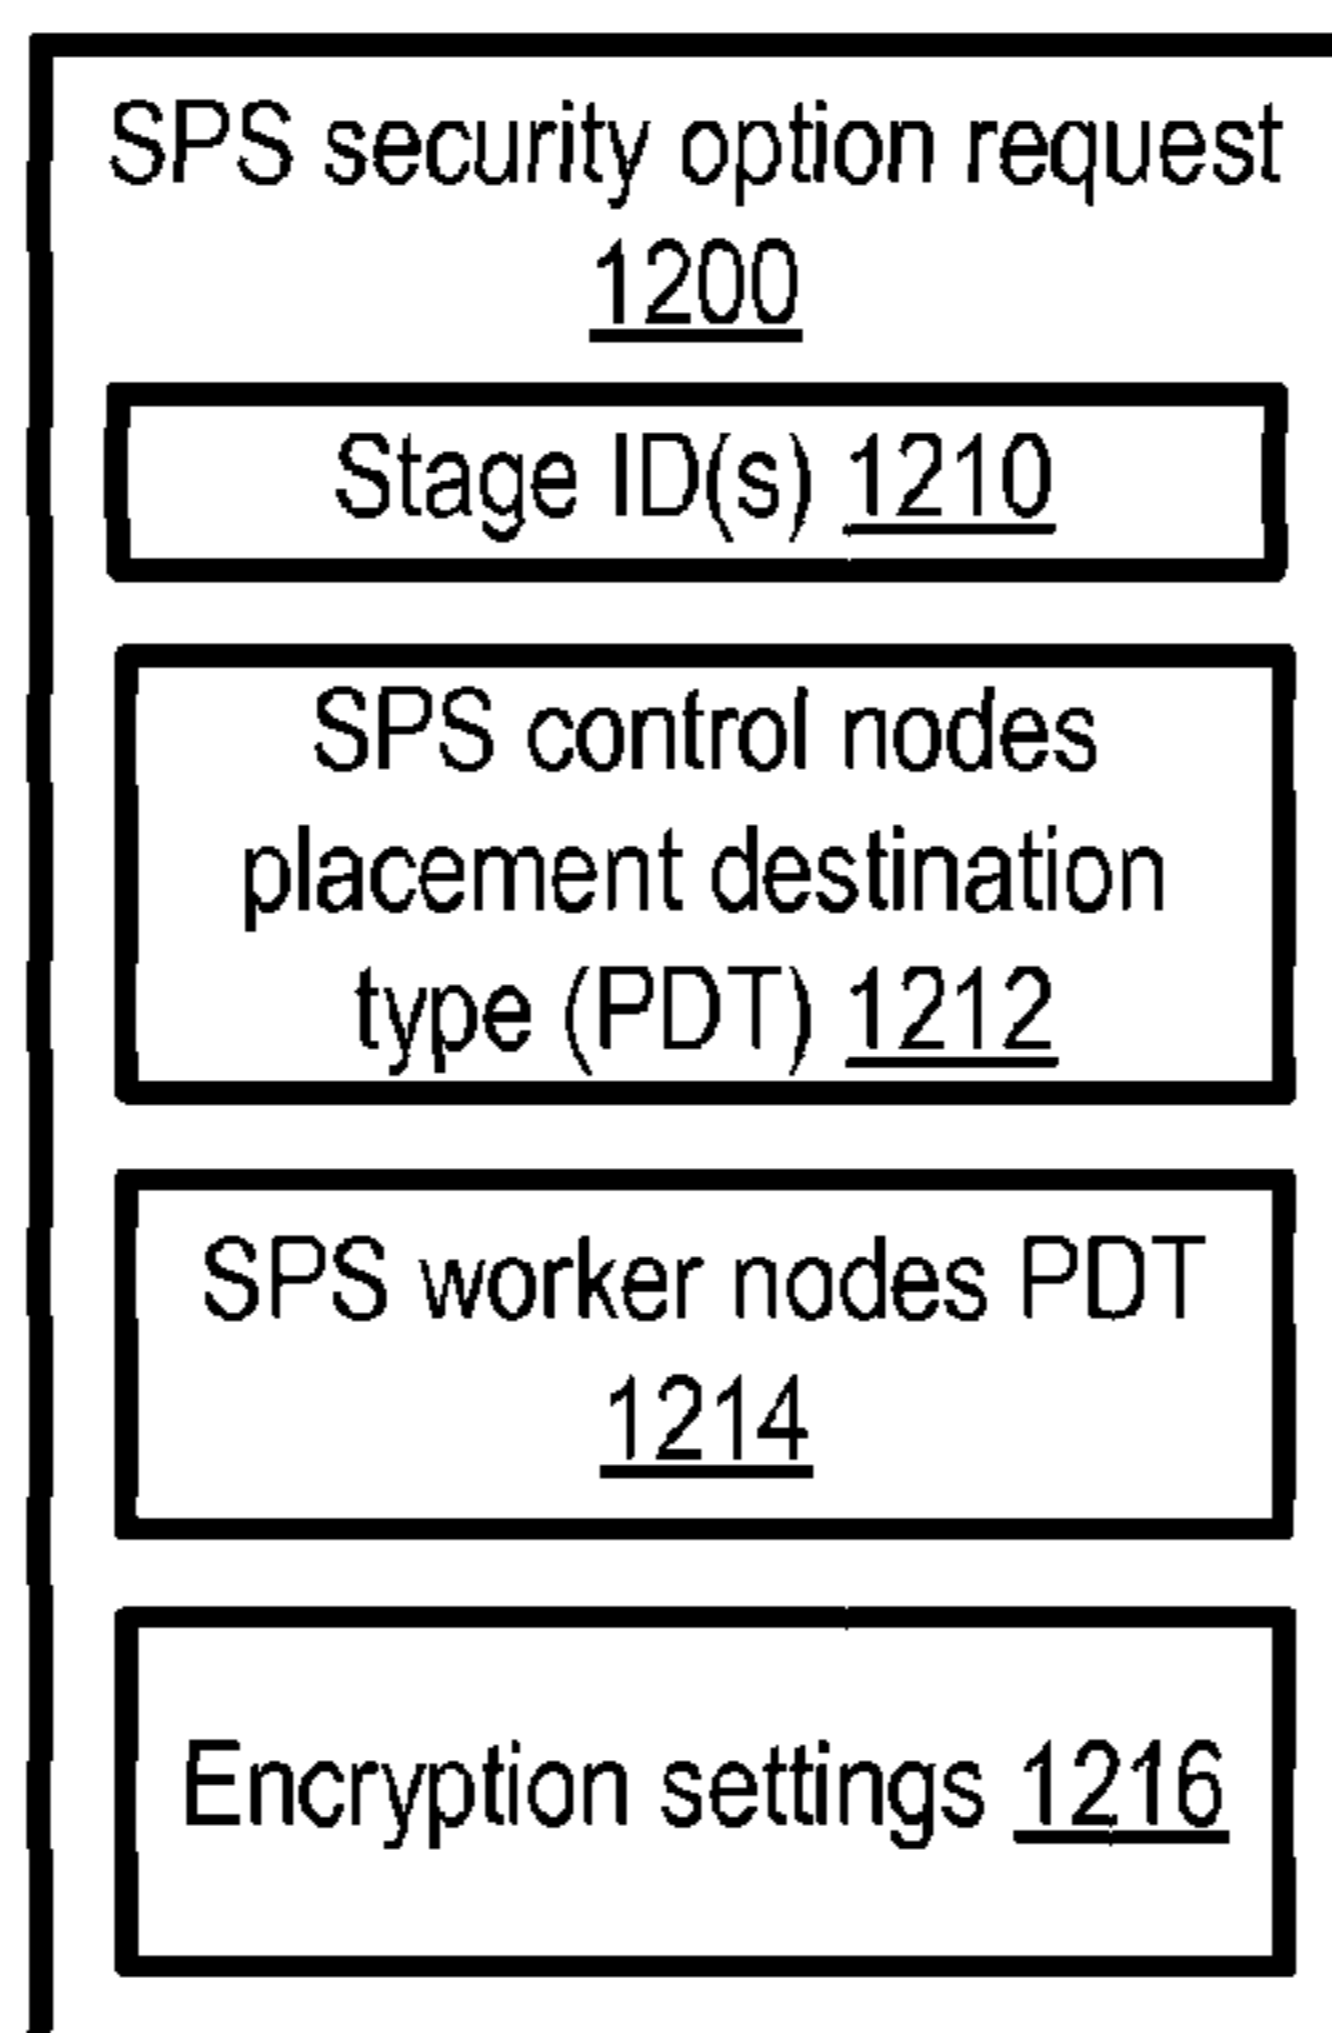 SPS security option request
1200
Stage ID(s) 1210
SPS control nodes
placement destination
type (PDT) 1212
SPS worker nodes PDT
1214
Encryption settings 1216